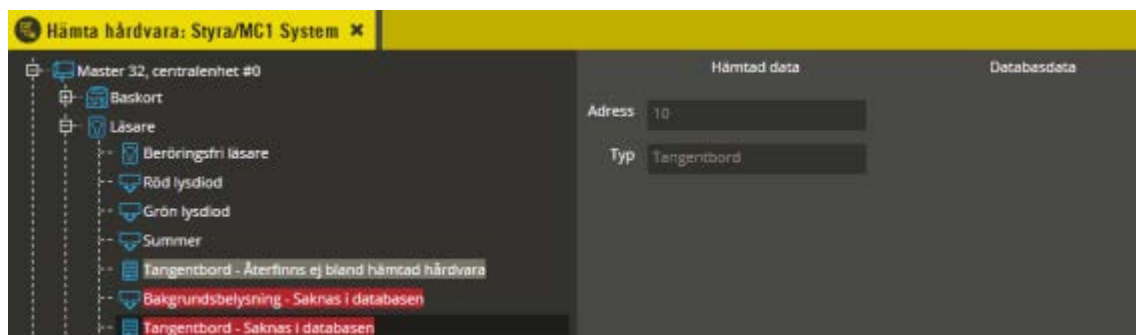 Hämta hårdvara: Styra/MC1 System ×
Master 32, centralenhet #0
Baskort
Läsare
Beröringsfri läsare
Röd lysdiod
Grön lysdiod
Summer
Tangentbord - Återfinns ej bland hämtad hårdvara
Bakgrundsbelysning - Saknas i databasen
Tangentbord - Saknas i databasen
Hämtad data Databasdata
Adress 10
Typ Tangentbord